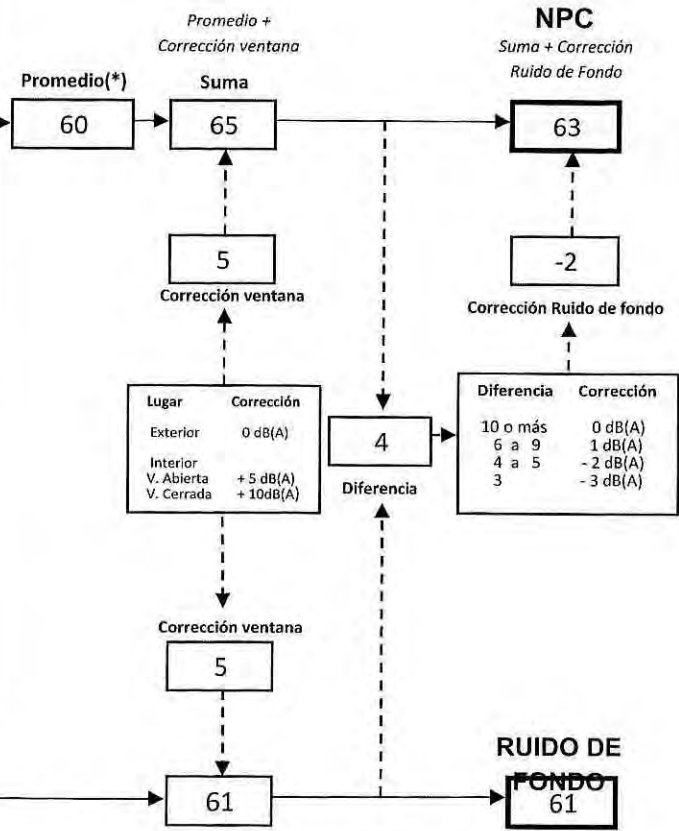 Promedio +
Corrección ventana
NPC
Suma + Corrección
Ruido de Fondo
Promedio(*)
Suma
60
65
63
5
-2
Corrección ventana
Corrección Ruido de fondo
Lugar Corrección
Exterior 0 dB(A)
Interior
V. Abierta + 5 dB(A)
V. Cerrada + 10dB(A)
4
Diferencia
Diferencia Corrección
10 o más 0 dB(A)
6 a 9 1 dB(A)
4 a 5 - 2 dB(A)
3 - 3 dB(A)
Corrección ventana
5
RUIDO DE
FONDO
61
61